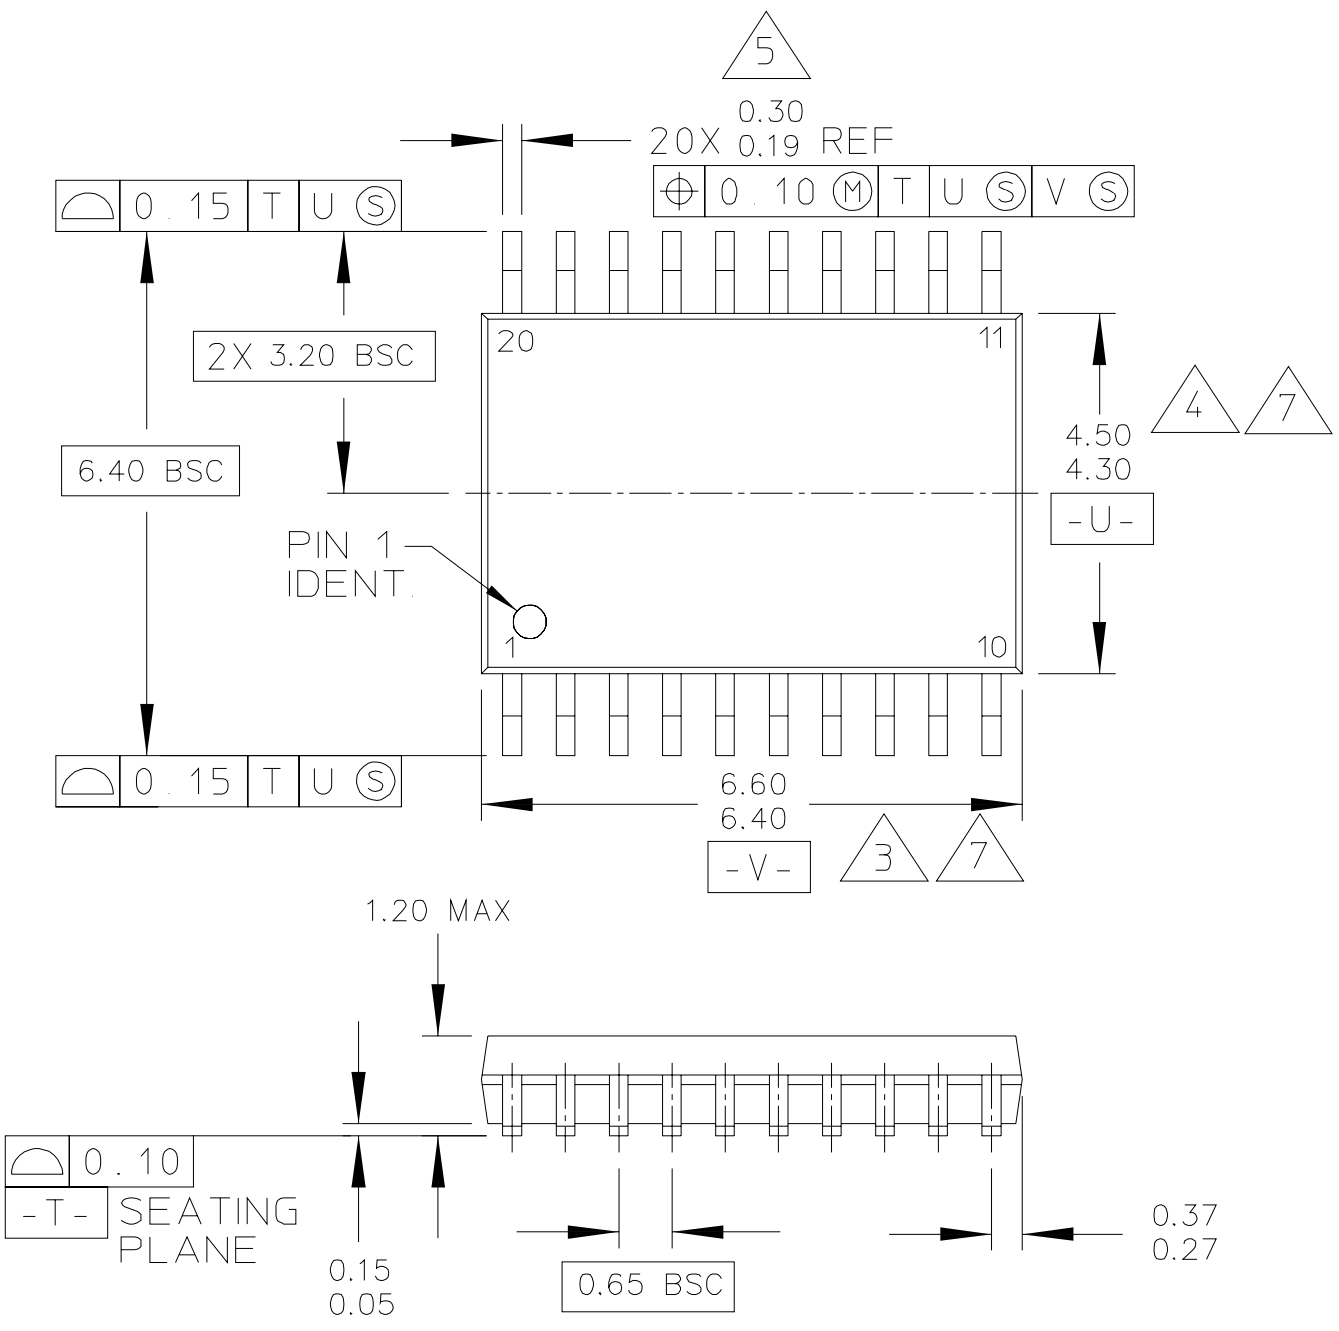 5
0.30
20X 0.19 REF
0.10 Ⓜ T U Ⓢ V Ⓢ
0.15 T U Ⓢ
20
11
2X 3.20 BSC
4
7
4.50
4.30
6.40 BSC
-U-
PIN 1
IDENT.
1
10
0.15 T U Ⓢ
6.60
6.40
-V-
3
7
1.20 MAX
0.10
-T- SEATING
PLANE
0.15
0.05
0.65 BSC
0.37
0.27